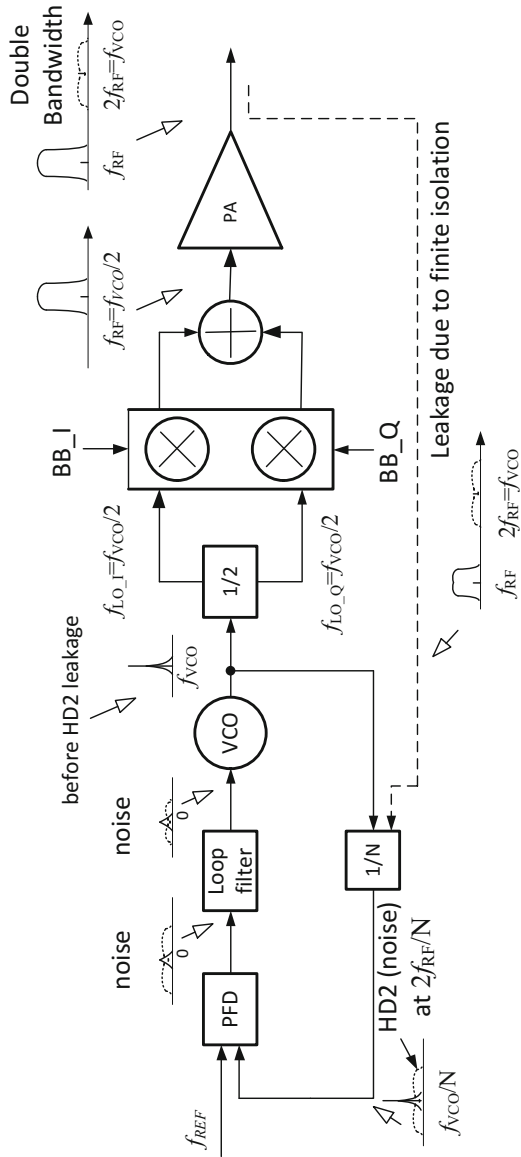 Double
Bandwidth
f_RF
2f_RF=f_VCO
f_RF=f_VCO/2
PA
BB_I
BB_Q
f_LO_I=f_VCO/2
f_LO_Q=f_VCO/2
1/2
before HD2 leakage
f_VCO
VCO
noise
0
Loop
filter
noise
0
PFD
f_REF
1/N
HD2 (noise)
at 2f_RF/N
f_VCO/N
Leakage due to finite isolation
f_RF
2f_RF=f_VCO